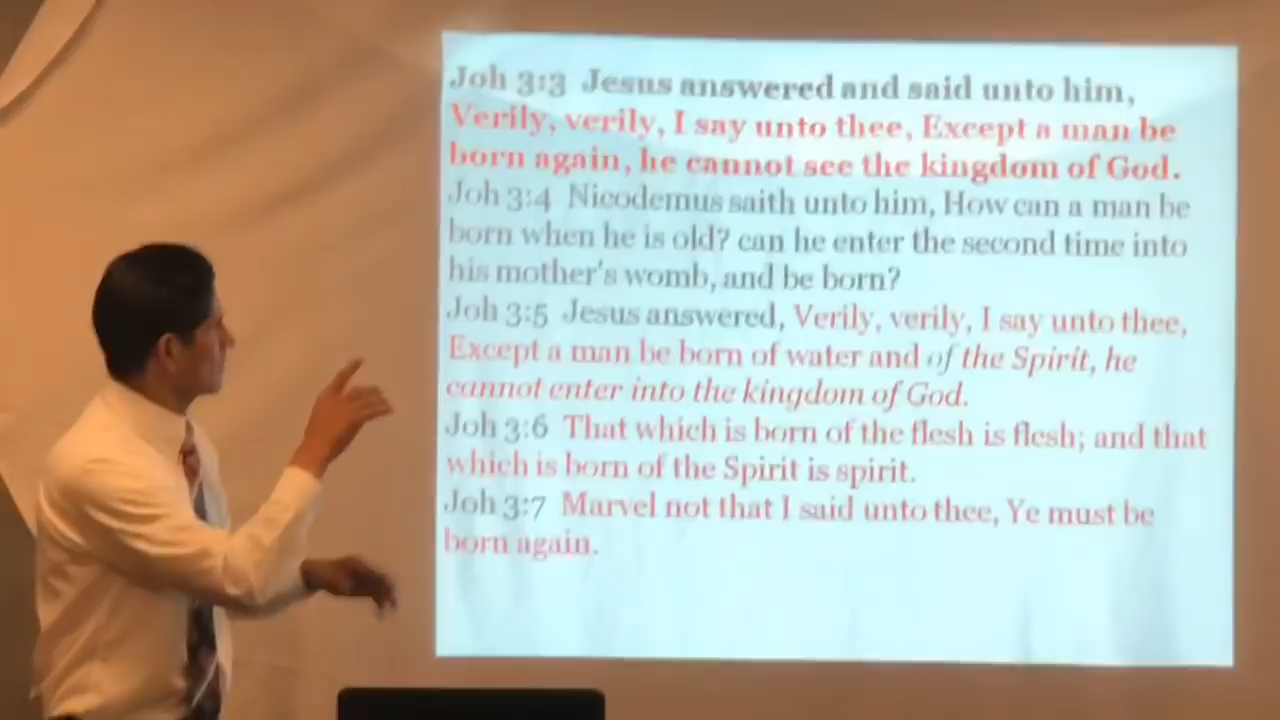 Joh 3:3 Jesus answered and said unto him,
Verily, verily, I say unto thee, Except a man be
born again, he cannot see the kingdom of God.
Joh 3:4 Nicodemus saith unto him, How can a man be
born when he is old? can he enter the second time into
his mother's womb, and be born?
Joh 3:5 Jesus answered, Verily, verily, I say unto thee,
Except a man be born of water and of the Spirit, he
cannot enter into the kingdom of God.
Joh 3:6 That which is born of the flesh is flesh; and that
which is born of the Spirit is spirit.
Joh 3:7 Marvel not that I said unto thee, Ye must be
born again.